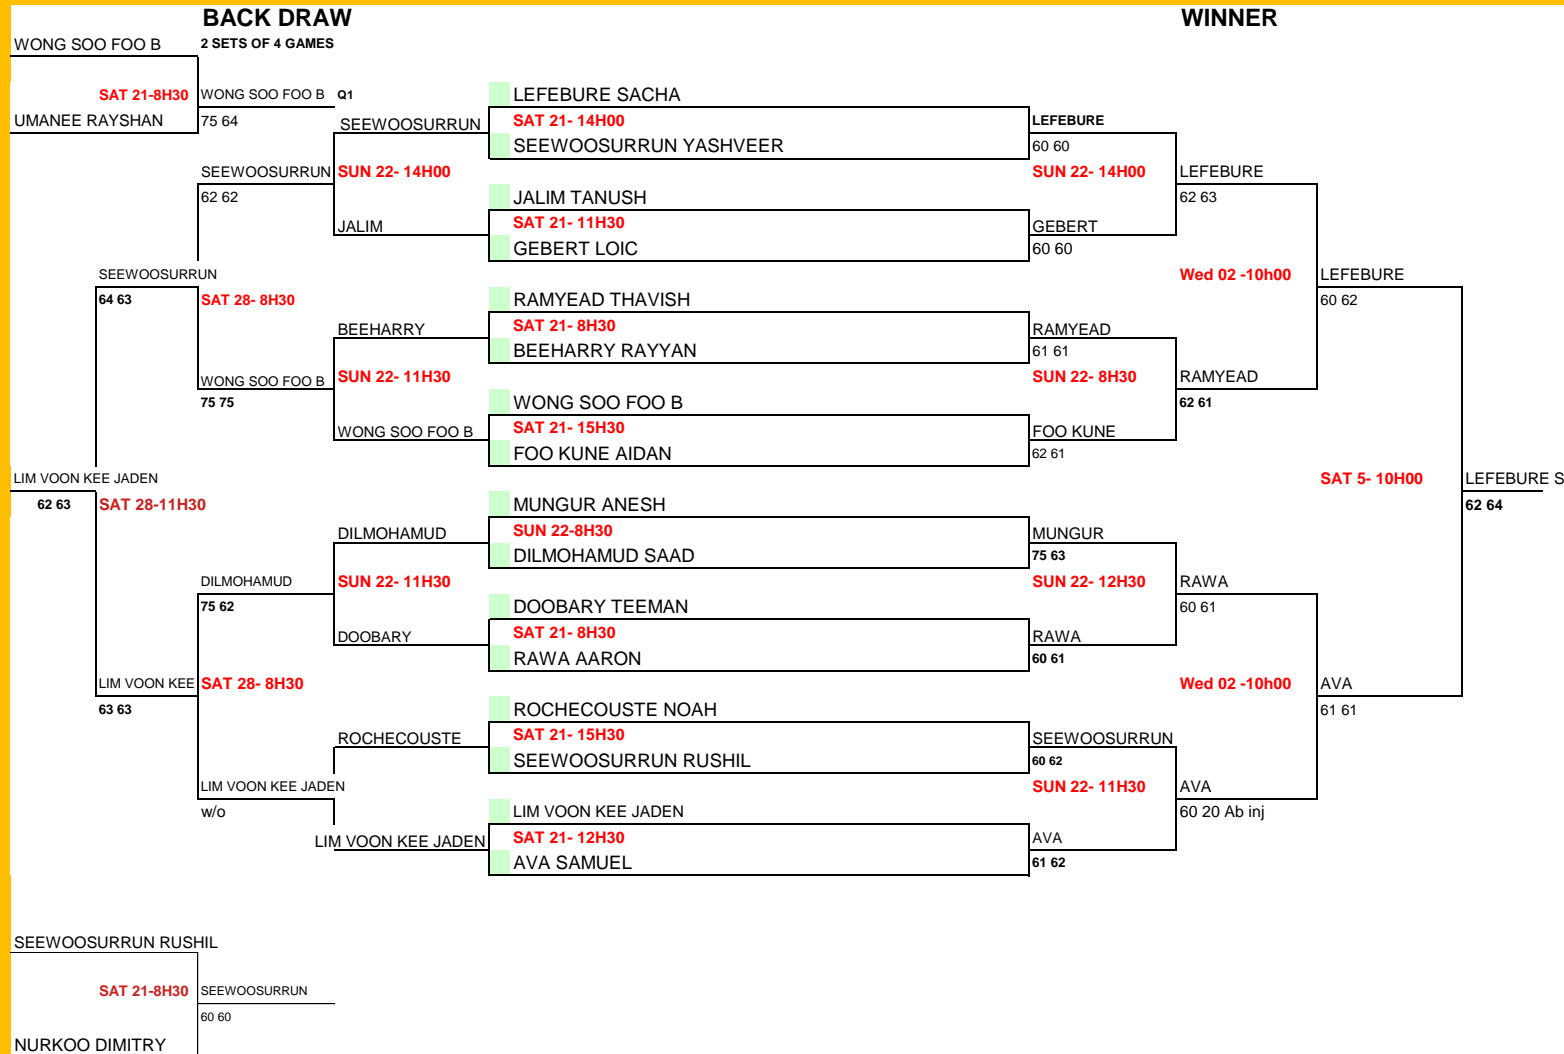 BACK DRAW WINNER
WONG SOO FOO B 2 SETS OF 4 GAMES
SAT 21-8H30 WONG SOO FOO B Q1 LEFEBURE SACHA
UMANEE RAYSHAN 75 64 SEEWOOSURRUN SAT 21- 14H00 LEFEBURE
SEEWOOSURRUN YASHVEER 60 60
SEEWOOSURRUN SUN 22- 14H00 SUN 22- 14H00 LEFEBURE
62 62 JALIM TANUSH 62 63
JALIM SAT 21- 11H30 GEBERT
GEBERT LOIC 60 60
SEEWOOSURRUN Wed 02 -10h00 LEFEBURE
64 63 SAT 28- 8H30 RAMYEAD THAVISH 60 62
BEEHARRY SAT 21- 8H30 RAMYEAD
BEEHARRY RAYYAN 61 61
WONG SOO FOO B SUN 22- 11H30 SUN 22- 8H30 RAMYEAD
75 75 WONG SOO FOO B 62 61
WONG SOO FOO B SAT 21- 15H30 FOO KUNE
FOO KUNE AIDAN 62 61
LIM VOON KEE JADEN SAT 5- 10H00 LEFEBURE S
62 63 SAT 28-11H30 MUNGUR ANESH 62 64
DILMOHAMUD SUN 22-8H30 MUNGUR
DILMOHAMUD SAAD 75 63
DILMOHAMUD SUN 22- 11H30 SUN 22- 12H30 RAWA
75 62 DOOBARY TEEMAN 60 61
DOOBARY SAT 21- 8H30 RAWA
RAWA AARON 60 61
LIM VOON KEE SAT 28- 8H30 Wed 02 -10h00 AVA
63 63 ROCHECOUSTE NOAH 61 61
ROCHECOUSTE SAT 21- 15H30 SEEWOOSURRUN
SEEWOOSURRUN RUSHIL 60 62
LIM VOON KEE JADEN SUN 22- 11H30 AVA
w/o LIM VOON KEE JADEN 60 20 Ab inj
LIM VOON KEE JADEN SAT 21- 12H30 AVA
AVA SAMUEL 61 62
SEEWOOSURRUN RUSHIL
SAT 21-8H30 SEEWOOSURRUN
60 60
NURKOO DIMITRY